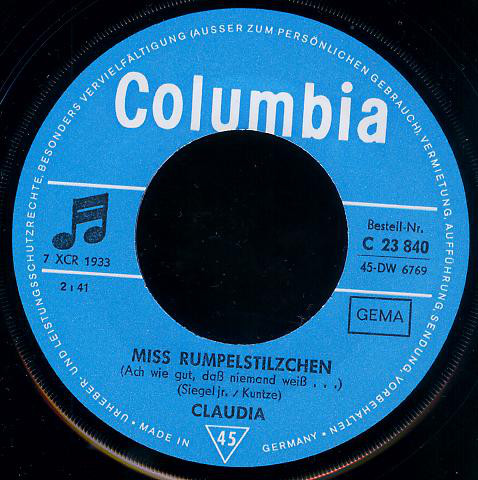 URHEBER- UND LEISTUNGSSCHUTZRECHTE, BESONDERS VERVIELFÄLTIGUNG (AUSSER ZUM PERSÖNLICHEN GEBRAUCH), VERMIETUNG, AUFFÜHRUNG, SENDUNG, VORBEHALTEN
Columbia
7 XCR 1933
2:41
Bestell-Nr.
C 23 840
45-DW 6769
GEMA
MISS RUMPELSTILZCHEN
(Ach wie gut, daß niemand weiß . . .)
(Siegel jr. / Kuntze)
CLAUDIA
45
• MADE IN GERMANY •